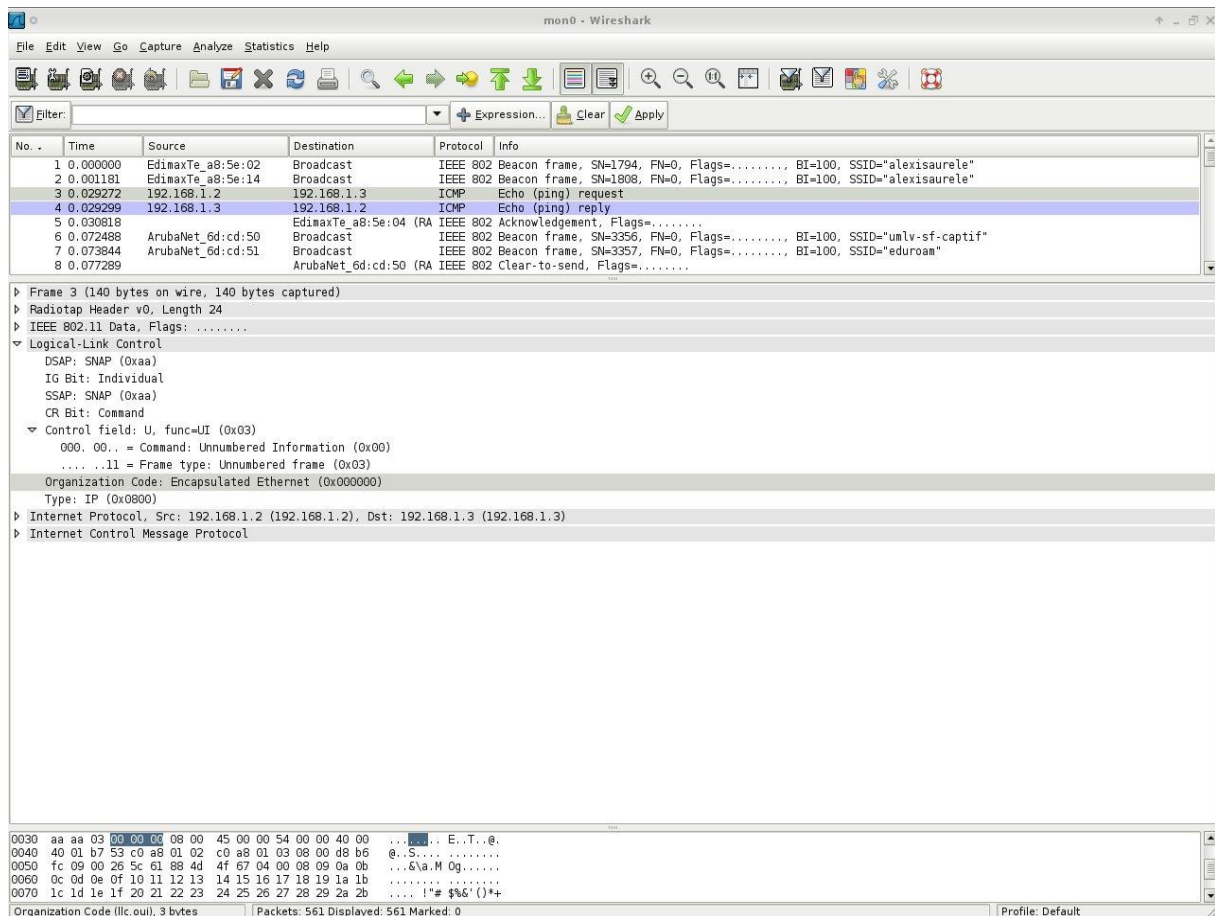 mon0 - Wireshark
File Edit View Go Capture Analyze Statistics Help
Filter: Expression... Clear Apply
No. . Time Source Destination Protocol Info
1 0.000000 EdimaxTe_a8:5e:02 Broadcast IEEE 802 Beacon frame, SN=1794, FN=0, Flags=........, BI=100, SSID="alexisaurele"
2 0.001181 EdimaxTe_a8:5e:14 Broadcast IEEE 802 Beacon frame, SN=1808, FN=0, Flags=........, BI=100, SSID="alexisaurele"
3 0.029272 192.168.1.2 192.168.1.3 ICMP Echo (ping) request
4 0.029299 192.168.1.3 192.168.1.2 ICMP Echo (ping) reply
5 0.030818 EdimaxTe_a8:5e:04 (RA IEEE 802 Acknowledgement, Flags=........
6 0.072488 ArubaNet_6d:cd:50 Broadcast IEEE 802 Beacon frame, SN=3356, FN=0, Flags=........, BI=100, SSID="umlv-sf-captif"
7 0.073844 ArubaNet_6d:cd:51 Broadcast IEEE 802 Beacon frame, SN=3357, FN=0, Flags=........, BI=100, SSID="eduroam"
8 0.077289 ArubaNet_6d:cd:50 (RA IEEE 802 Clear-to-send, Flags=........
Frame 3 (140 bytes on wire, 140 bytes captured)
Radiotap Header v0, Length 24
IEEE 802.11 Data, Flags: ........
Logical-Link Control
DSAP: SNAP (0xaa)
IG Bit: Individual
SSAP: SNAP (0xaa)
CR Bit: Command
Control field: U, func=UI (0x03)
000. 00.. = Command: Unnumbered Information (0x00)
.... ..11 = Frame type: Unnumbered frame (0x03)
Organization Code: Encapsulated Ethernet (0x000000)
Type: IP (0x0800)
Internet Protocol, Src: 192.168.1.2 (192.168.1.2), Dst: 192.168.1.3 (192.168.1.3)
Internet Control Message Protocol
0030 aa aa 03 00 00 00 08 00 45 00 00 54 00 00 40 00 ........ E..T..@.
0040 40 01 b7 53 c0 a8 01 02 c0 a8 01 03 08 00 d8 b6 @..S.... ........
0050 fc 09 00 26 5c 61 88 4d 4f 67 04 00 08 09 0a 0b ...&\a.M Og......
0060 0c 0d 0e 0f 10 11 12 13 14 15 16 17 18 19 1a 1b ........ ........
0070 1c 1d 1e 1f 20 21 22 23 24 25 26 27 28 29 2a 2b .... !"# $%&'()*+
Organization Code (llc.oui), 3 bytes Packets: 561 Displayed: 561 Marked: 0 Profile: Default